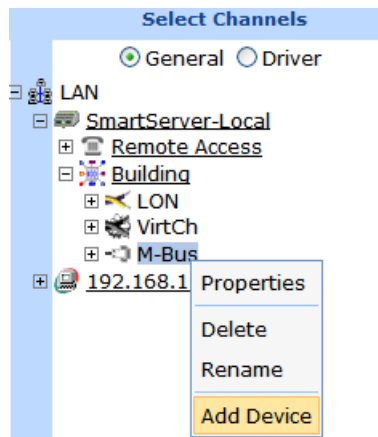 Select Channels
General Driver
LAN
SmartServer-Local
Remote Access
Building
LON
VirtCh
M-Bus
192.168.1
Properties
Delete
Rename
Add Device